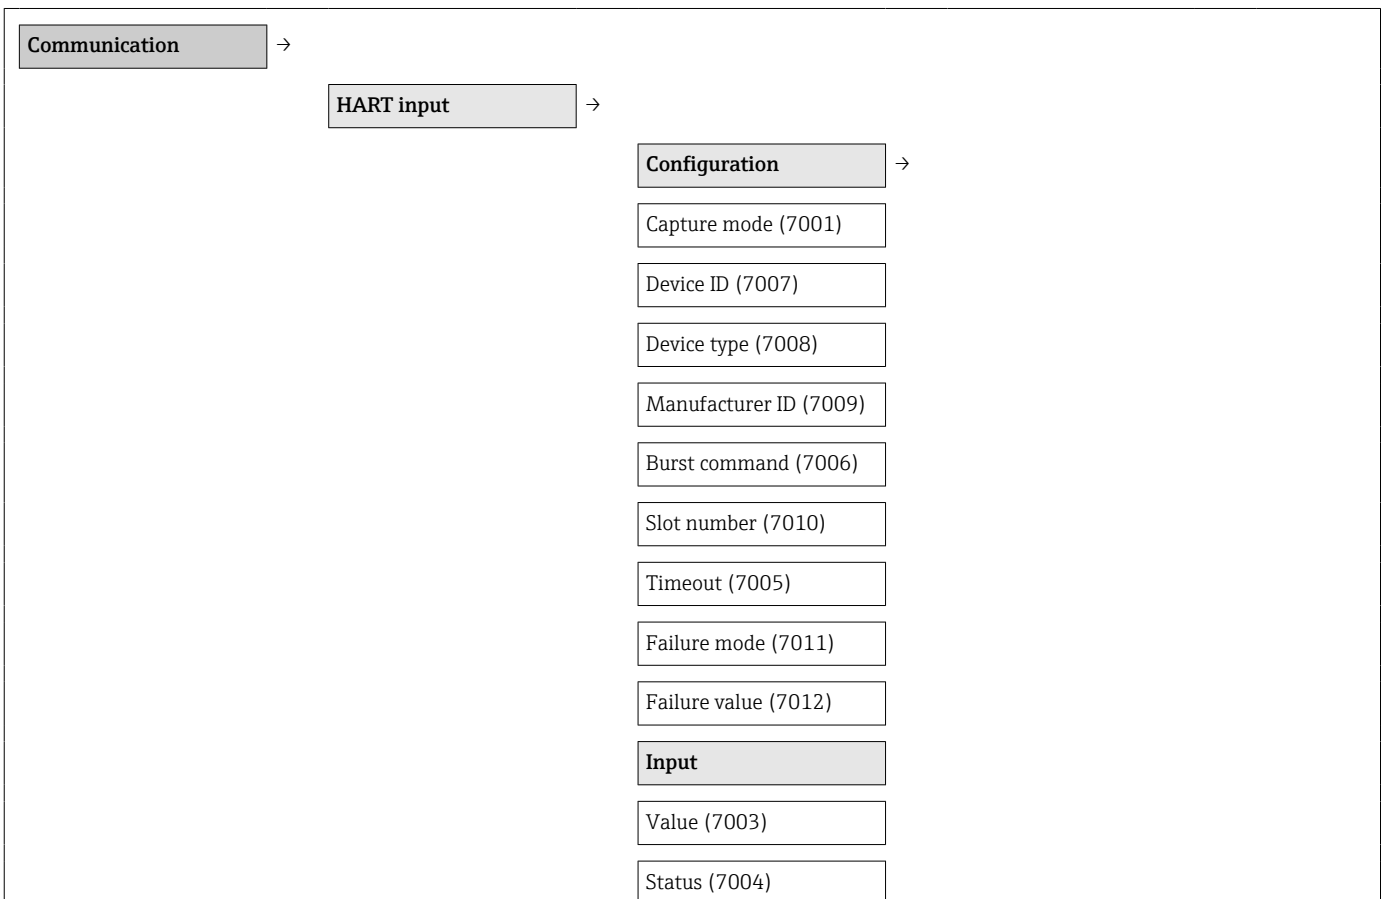 Communication →
HART input →
Configuration →
Capture mode (7001)
Device ID (7007)
Device type (7008)
Manufacturer ID (7009)
Burst command (7006)
Slot number (7010)
Timeout (7005)
Failure mode (7011)
Failure value (7012)
Input
Value (7003)
Status (7004)